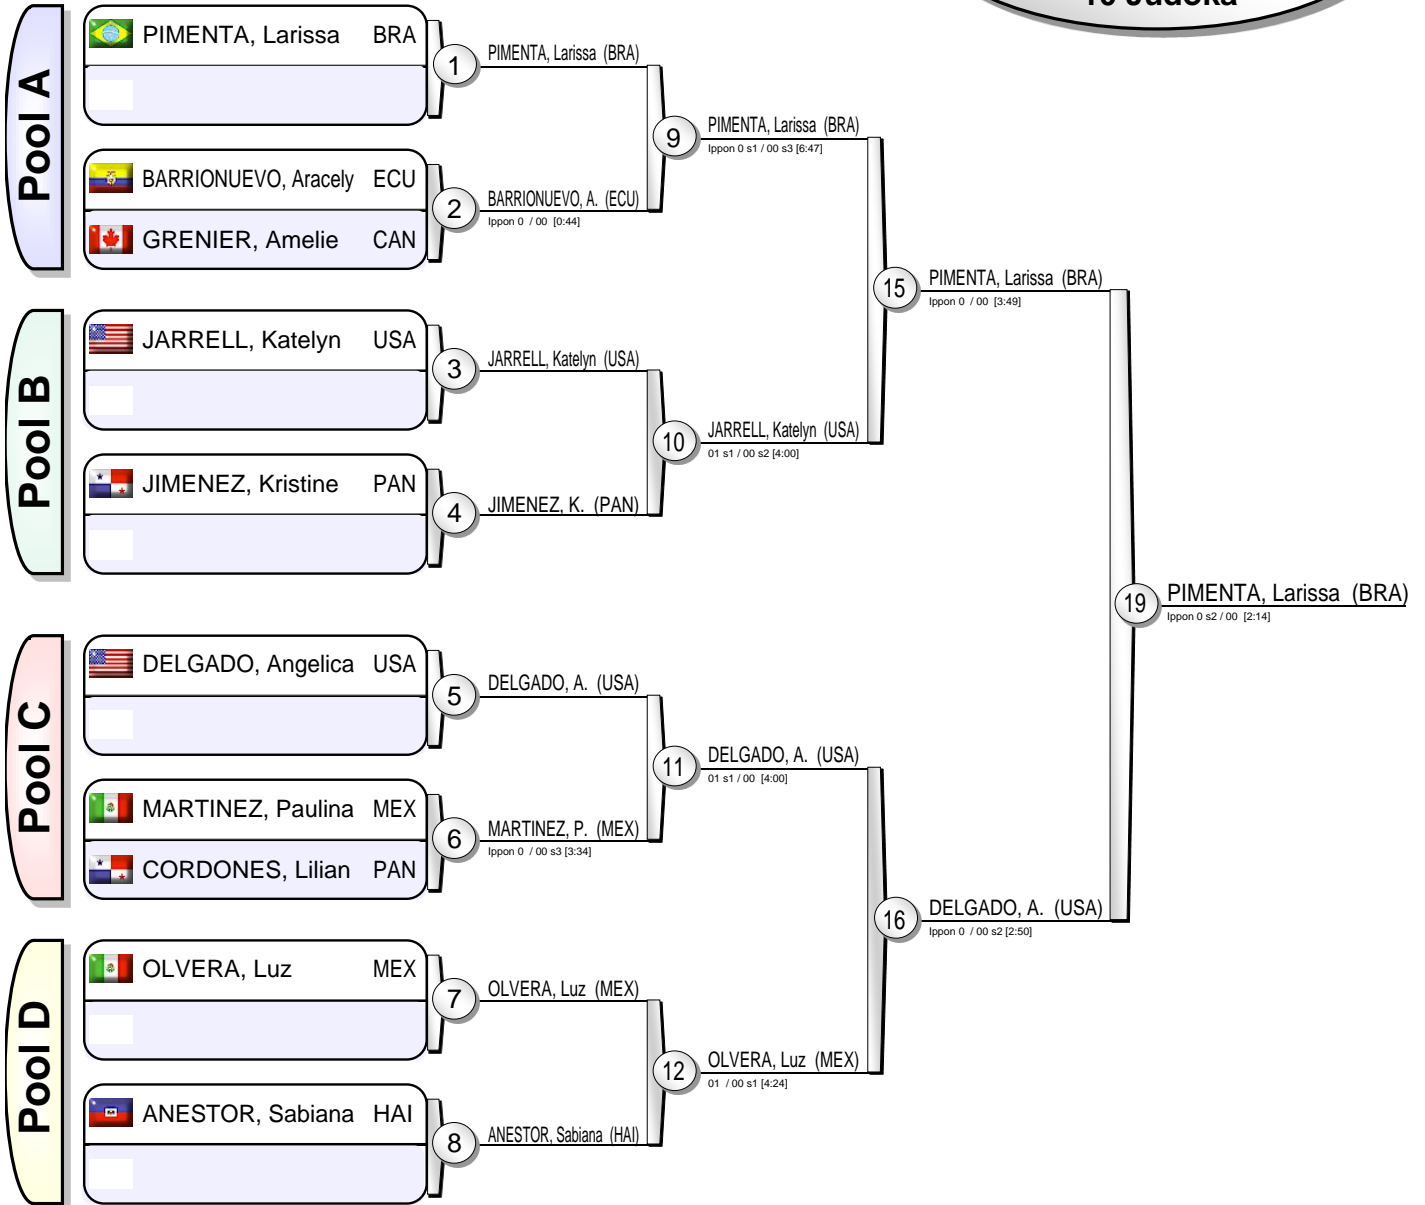 10 Judoka
Pool A
PIMENTA, Larissa BRA
BARRIONUEVO, Aracely ECU
GRENIER, Amelie CAN
Pool B
JARRELL, Katelyn USA
JIMENEZ, Kristine PAN
Pool C
DELGADO, Angelica USA
MARTINEZ, Paulina MEX
CORDONES, Lilian PAN
Pool D
OLVERA, Luz MEX
ANESTOR, Sabiana HAI
1
PIMENTA, Larissa (BRA)
2
BARRIONUEVO, A. (ECU)
Ippon 0 / 00 [0:44]
3
JARRELL, Katelyn (USA)
4
JIMENEZ, K. (PAN)
5
DELGADO, A. (USA)
6
MARTINEZ, P. (MEX)
Ippon 0 / 00 s3 [3:34]
7
OLVERA, Luz (MEX)
8
ANESTOR, Sabiana (HAI)
9
PIMENTA, Larissa (BRA)
Ippon 0 s1 / 00 s3 [6:47]
10
JARRELL, Katelyn (USA)
01 s1 / 00 s2 [4:00]
11
DELGADO, A. (USA)
01 s1 / 00 [4:00]
12
OLVERA, Luz (MEX)
01 / 00 s1 [4:24]
15
PIMENTA, Larissa (BRA)
Ippon 0 / 00 [3:49]
16
DELGADO, A. (USA)
Ippon 0 / 00 s2 [2:50]
19
PIMENTA, Larissa (BRA)
Ippon 0 s2 / 00 [2:14]